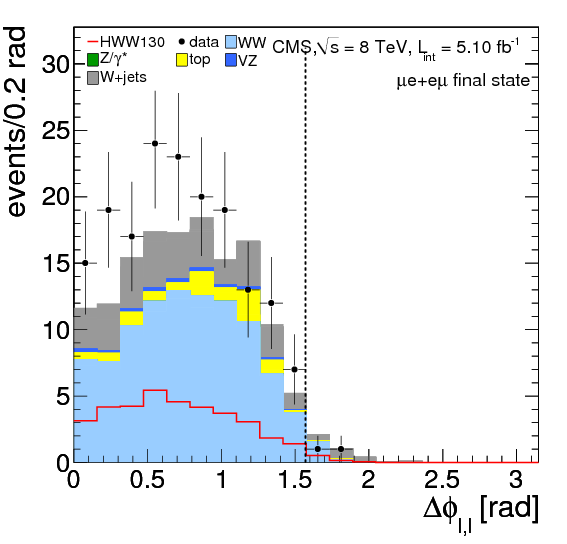 HWW130 data WW CMS,√s = 8 TeV, L_int = 5.10 fb⁻¹
Z/γ* top VZ
W+jets
μe+eμ final state
events/0.2 rad
30
25
20
15
10
5
0
0 0.5 1 1.5 2 2.5 3
Δϕ_l,l [rad]